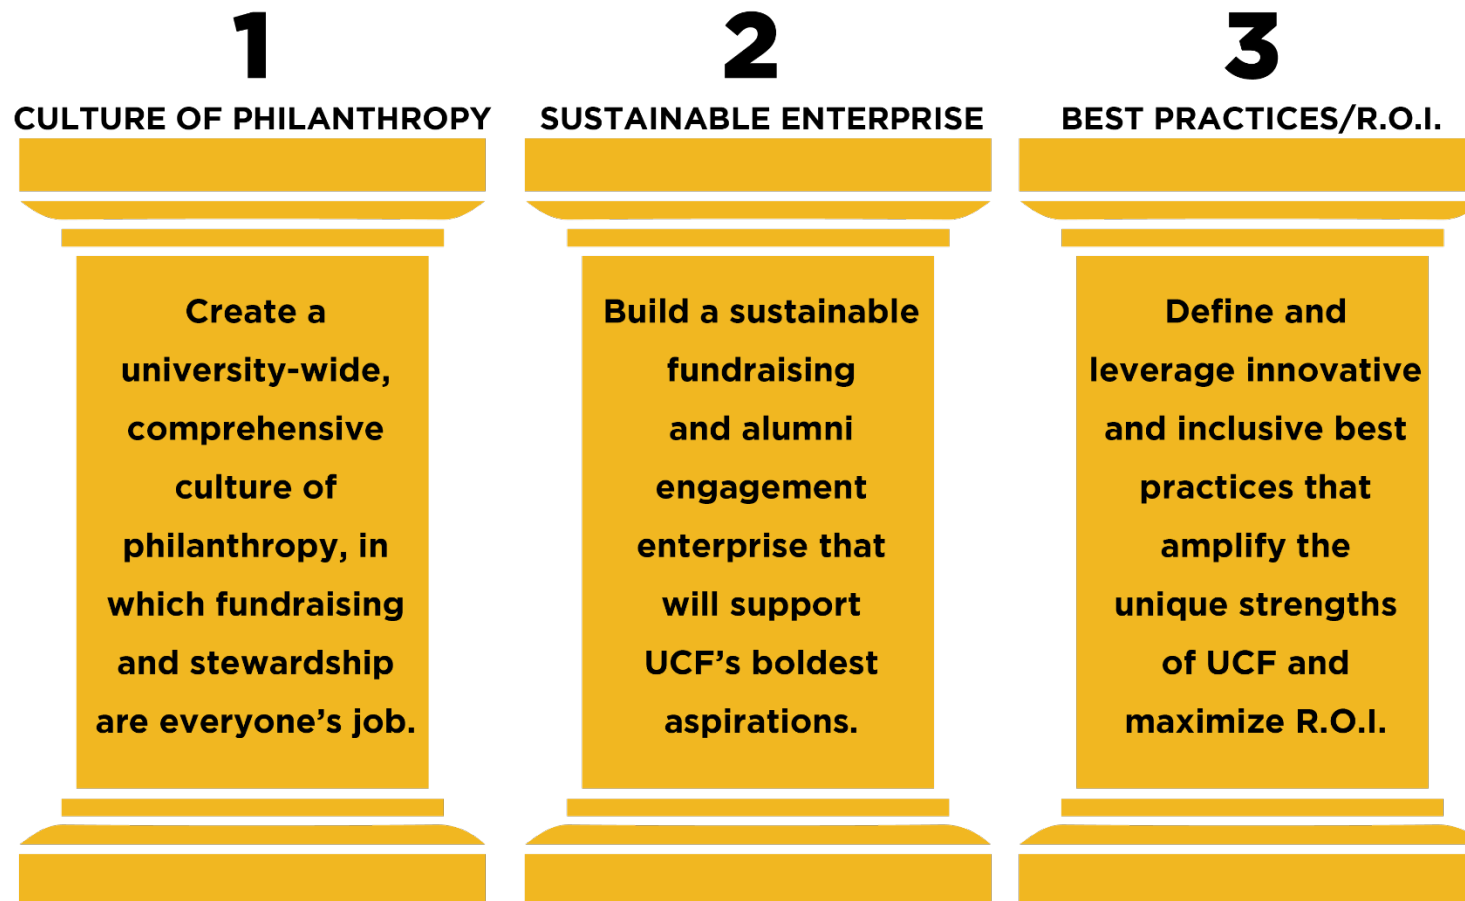 1
CULTURE OF PHILANTHROPY
Create a
university-wide,
comprehensive
culture of
philanthropy, in
which fundraising
and stewardship
are everyone’s job.
2
SUSTAINABLE ENTERPRISE
Build a sustainable
fundraising
and alumni
engagement
enterprise that
will support
UCF’s boldest
aspirations.
3
BEST PRACTICES/R.O.I.
Define and
leverage innovative
and inclusive best
practices that
amplify the
unique strengths
of UCF and
maximize R.O.I.